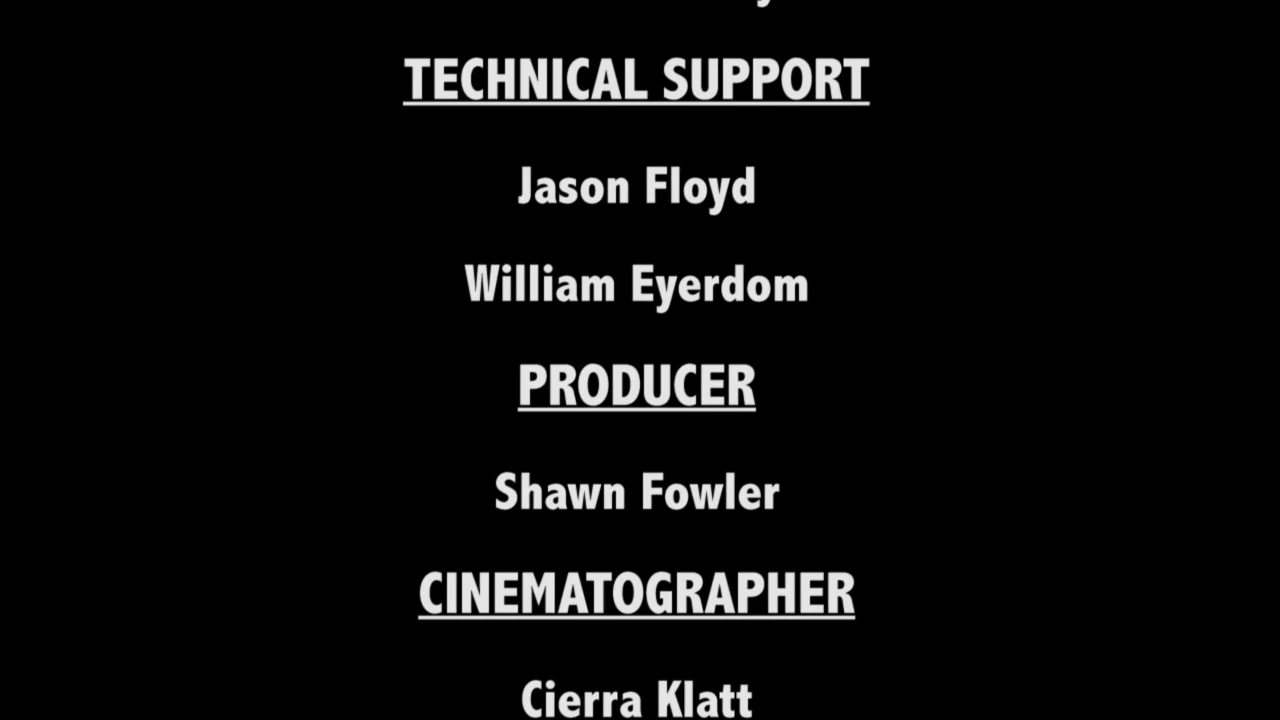 TECHNICAL SUPPORT
Jason Floyd
William Eyerdom
PRODUCER
Shawn Fowler
CINEMATOGRAPHER
Cierra Klatt